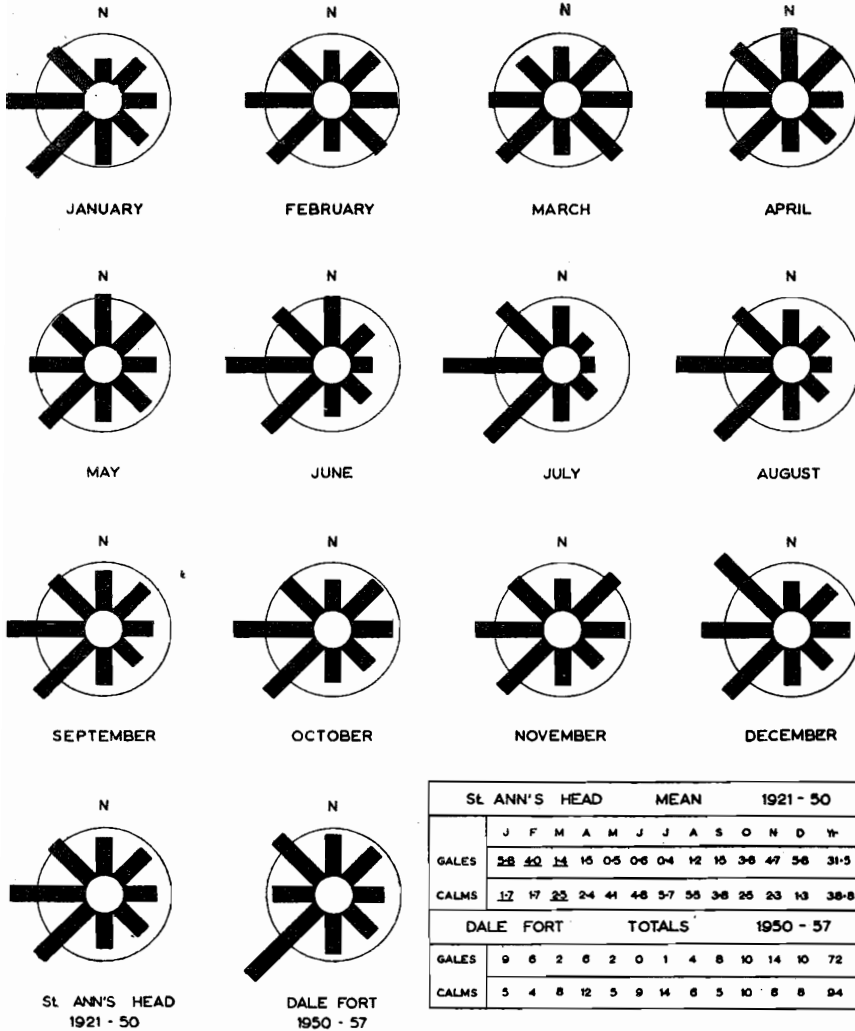 N N N N
JANUARY FEBRUARY MARCH APRIL
N N N N
MAY JUNE JULY AUGUST
N N N N
SEPTEMBER OCTOBER NOVEMBER DECEMBER
N N
St. ANN'S HEAD
1921 - 50
DALE FORT
1950 - 57
St. ANN'S HEAD MEAN 1921 - 50
J F M A M J J A S O N D Yr
GALES 5·8 4·0 1·4 1·5 0·5 0·6 0·4 1·2 1·5 3·8 4·7 5·8 31·5
CALMS 1·7 1·7 2·5 2·4 4·1 4·8 5·7 5·5 3·8 2·5 2·3 1·3 38·8
DALE FORT TOTALS 1950 - 57
GALES 9 6 2 6 2 0 1 4 8 10 14 10 72
CALMS 5 4 8 12 5 9 14 6 5 10 8 8 94